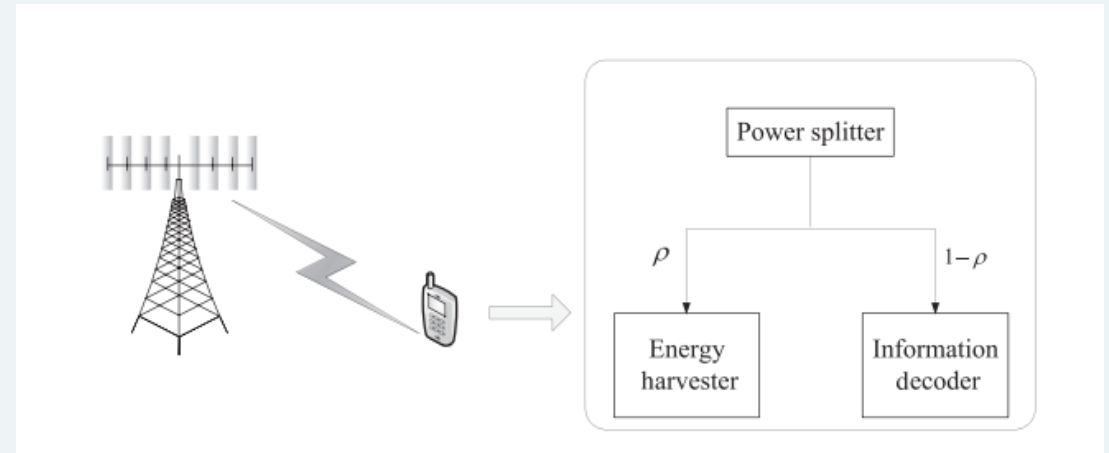 Power splitter
ρ
1−ρ
Energy
harvester
Information
decoder